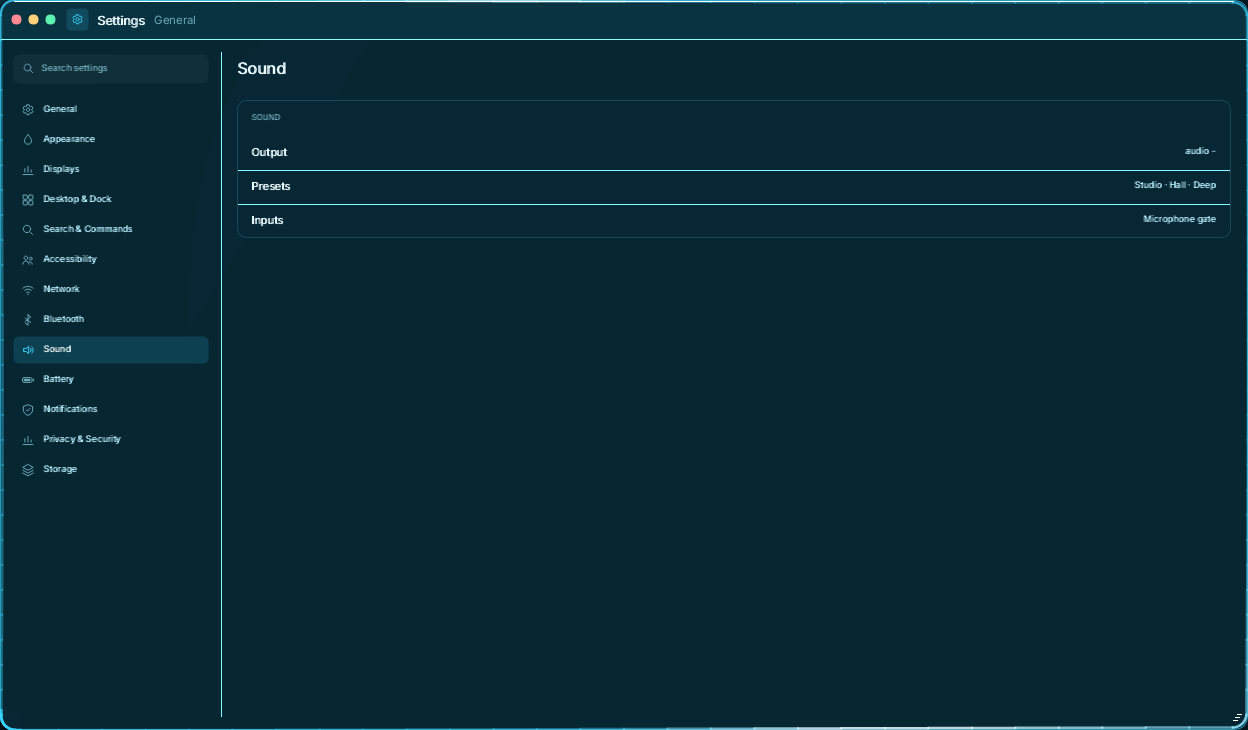 Settings General
Search settings
General
Appearance
Displays
Desktop & Dock
Search & Commands
Accessibility
Network
Bluetooth
Sound
Battery
Notifications
Privacy & Security
Storage
Sound
SOUND
Output audio -
Presets Studio · Hall · Deep
Inputs Microphone gate